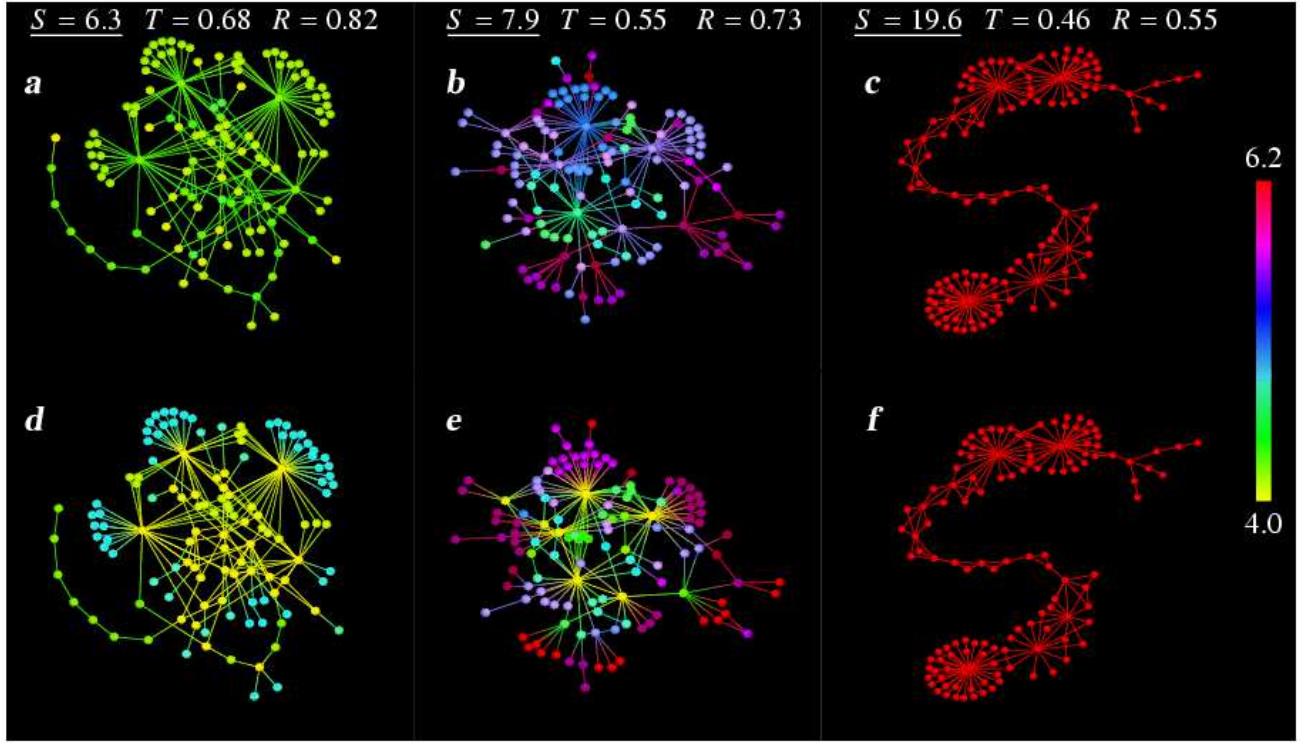 S = 6.3 T = 0.68 R = 0.82 S = 7.9 T = 0.55 R = 0.73 S = 19.6 T = 0.46 R = 0.55
a b c
6.2
d e f
4.0